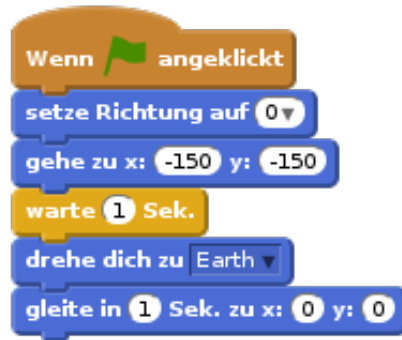 Wenn angeklickt
setze Richtung auf 0
gehe zu x: -150 y: -150
warte 1 Sek.
drehe dich zu Earth
gleite in 1 Sek. zu x: 0 y: 0